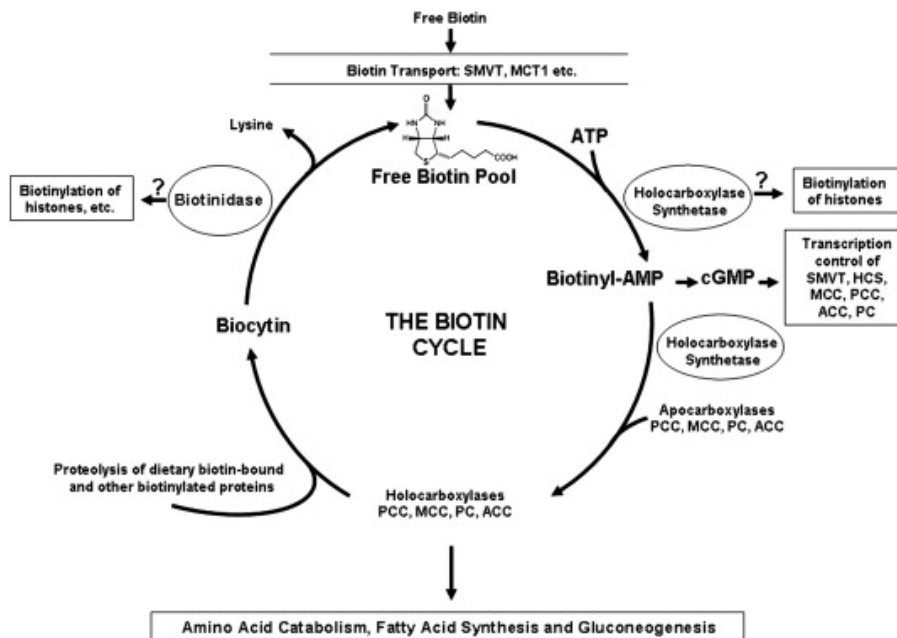 Free Biotin
Biotin Transport: SMVT, MCT1 etc.
O
HN
NH
H
H
S
COOH
Free Biotin Pool
Lysine
ATP
?
Biotinidase
Biotinylation of
histones, etc.
Holocarboxylase
Synthetase
?
Biotinylation
of histones
Biotinyl-AMP
cGMP
Transcription
control of
SMVT, HCS,
MCC, PCC,
ACC, PC
Biocytin
THE BIOTIN
CYCLE
Holocarboxylase
Synthetase
Apocarboxylases
PCC, MCC, PC, ACC
Proteolysis of dietary biotin-bound
and other biotinylated proteins
Holocarboxylases
PCC, MCC, PC, ACC
Amino Acid Catabolism, Fatty Acid Synthesis and Gluconeogenesis